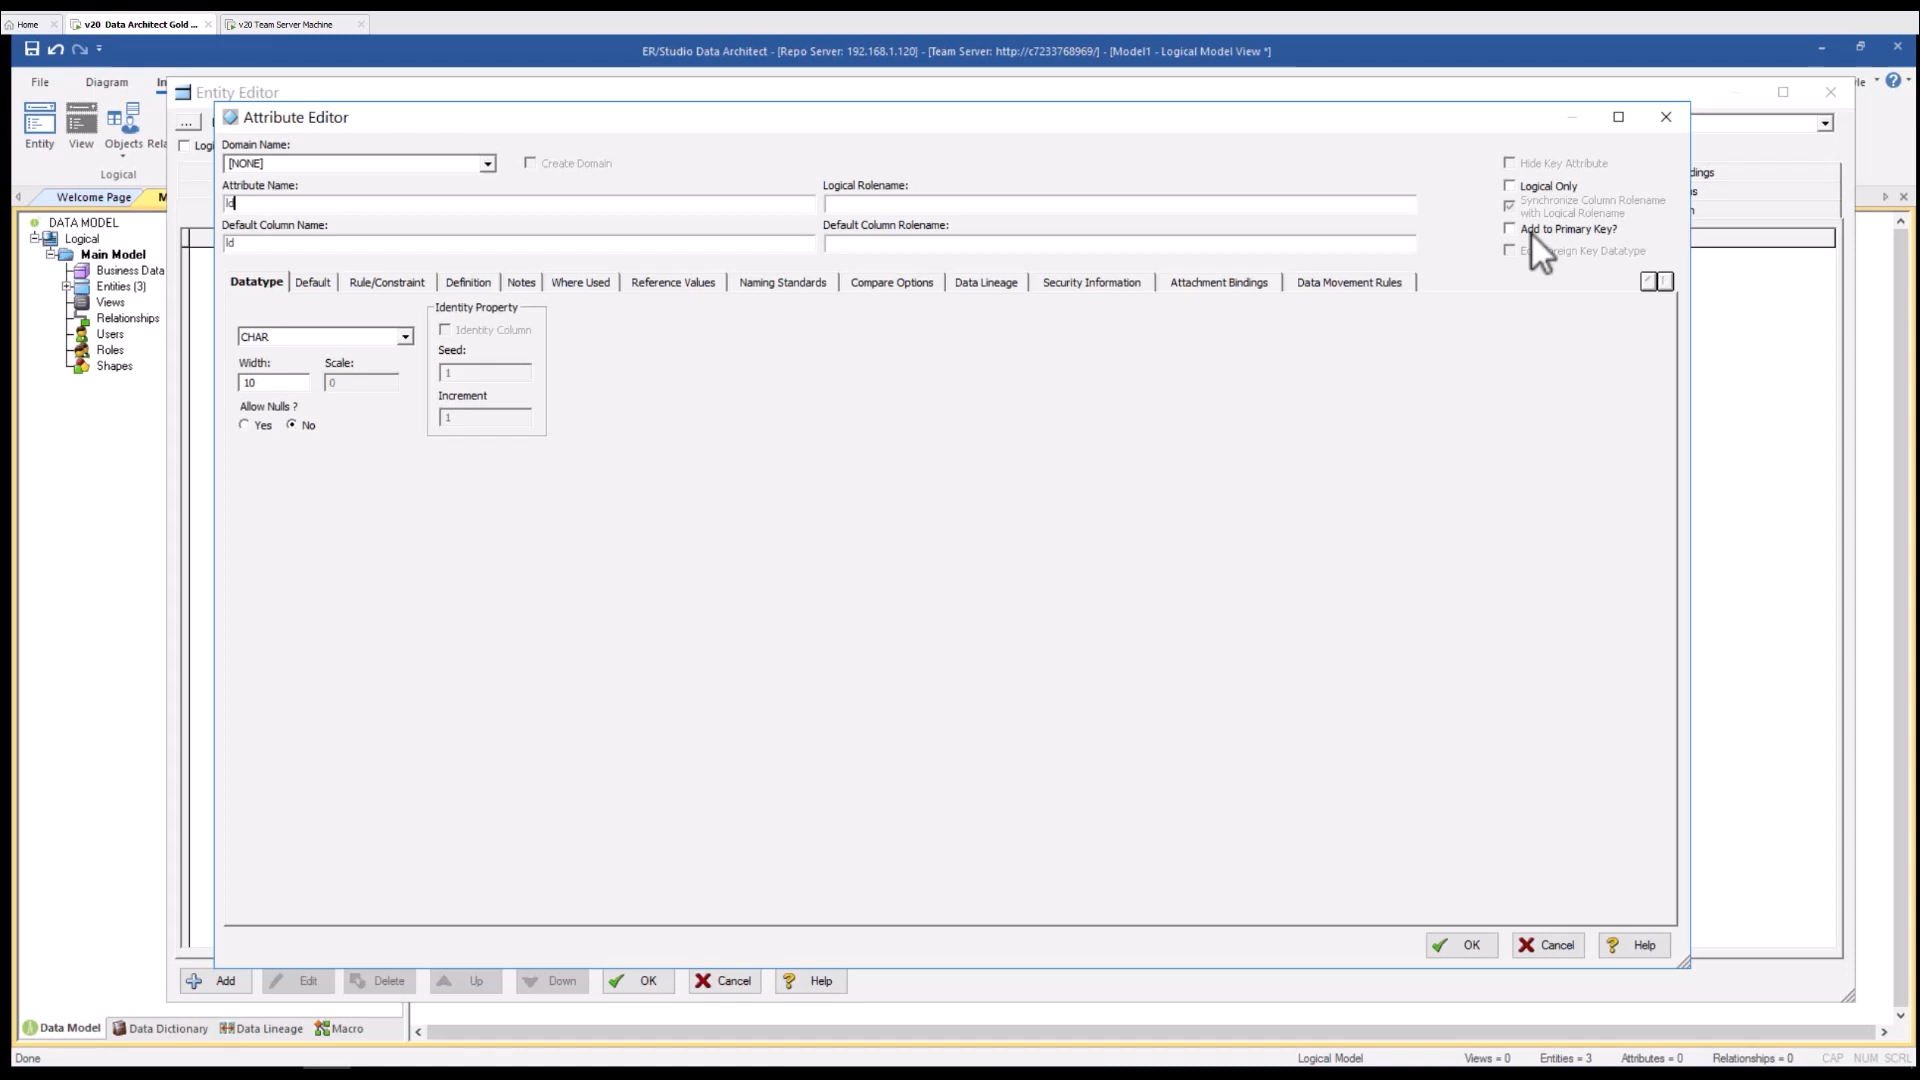 Home
v20 Data Architect Gold ...
v20 Team Server Machine
ER/Studio Data Architect - [Repo Server: 192.168.1.120] - [Team Server: http://c7233768969/] - [Model1 - Logical Model View *]
File
Diagram
In
le
Entity Editor
...
Logi
Entity
View
Objects
Rela
Logical
Welcome Page
M
Attribute Editor
Domain Name:
[NONE]
Create Domain
Hide Key Attribute
Attribute Name:
Logical Rolename:
Logical Only
Id
Synchronize Column Rolename
with Logical Rolename
Default Column Name:
Default Column Rolename:
Add to Primary Key?
Id
reign Key Datatype
dings
s
n
Datatype
Default
Rule/Constraint
Definition
Notes
Where Used
Reference Values
Naming Standards
Compare Options
Data Lineage
Security Information
Attachment Bindings
Data Movement Rules
CHAR
Width:
Scale:
10
0
Allow Nulls ?
Yes
No
Identity Property
Identity Column
Seed:
1
Increment
1
DATA MODEL
Logical
Main Model
Business Data
Entities (3)
Views
Relationships
Users
Roles
Shapes
OK
Cancel
Help
Add
Edit
Delete
Up
Down
OK
Cancel
Help
Data Model
Data Dictionary
Data Lineage
Macro
Done
Logical Model
Views = 0
Entities = 3
Attributes = 0
Relationships = 0
CAP
NUM
SCRL